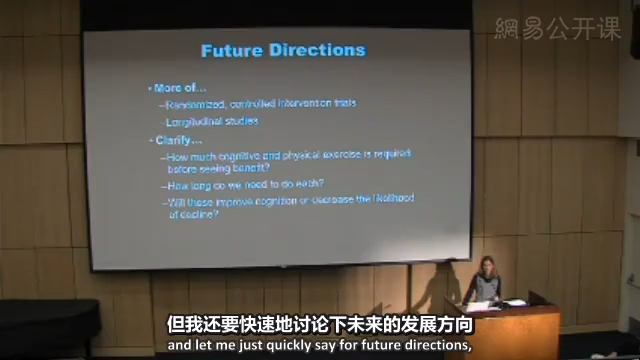 網易公开课
Future Directions
• More of…
–Randomized, controlled intervention trials
–Longitudinal studies
• Clarify…
–How much cognitive and physical exercise is required
before seeing benefit?
–How long do we need to do each?
–Will these improve cognition or decrease the likelihood
of decline?
但我还要快速地讨论下未来的发展方向
and let me just quickly say for future directions,